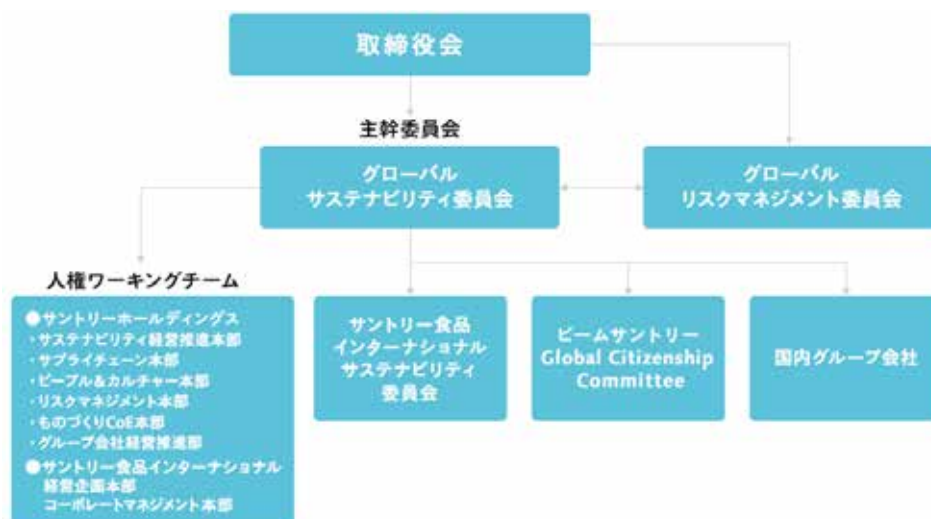 取締役会
主幹委員会
グローバル
サステナビリティ委員会
グローバル
リスクマネジメント委員会
人権ワーキングチーム
●サントリーホールディングス
・サステナビリティ経営推進本部
・サプライチェーン本部
・ピープル&カルチャー本部
・リスクマネジメント本部
・ものづくりCoE本部
・グループ会社経営推進部
●サントリー食品インターナショナル
経営企画本部
コーポレートマネジメント本部
サントリー食品
インターナショナル
サステナビリティ
委員会
ビームサントリー
Global Citizenship
Committee
国内グループ会社